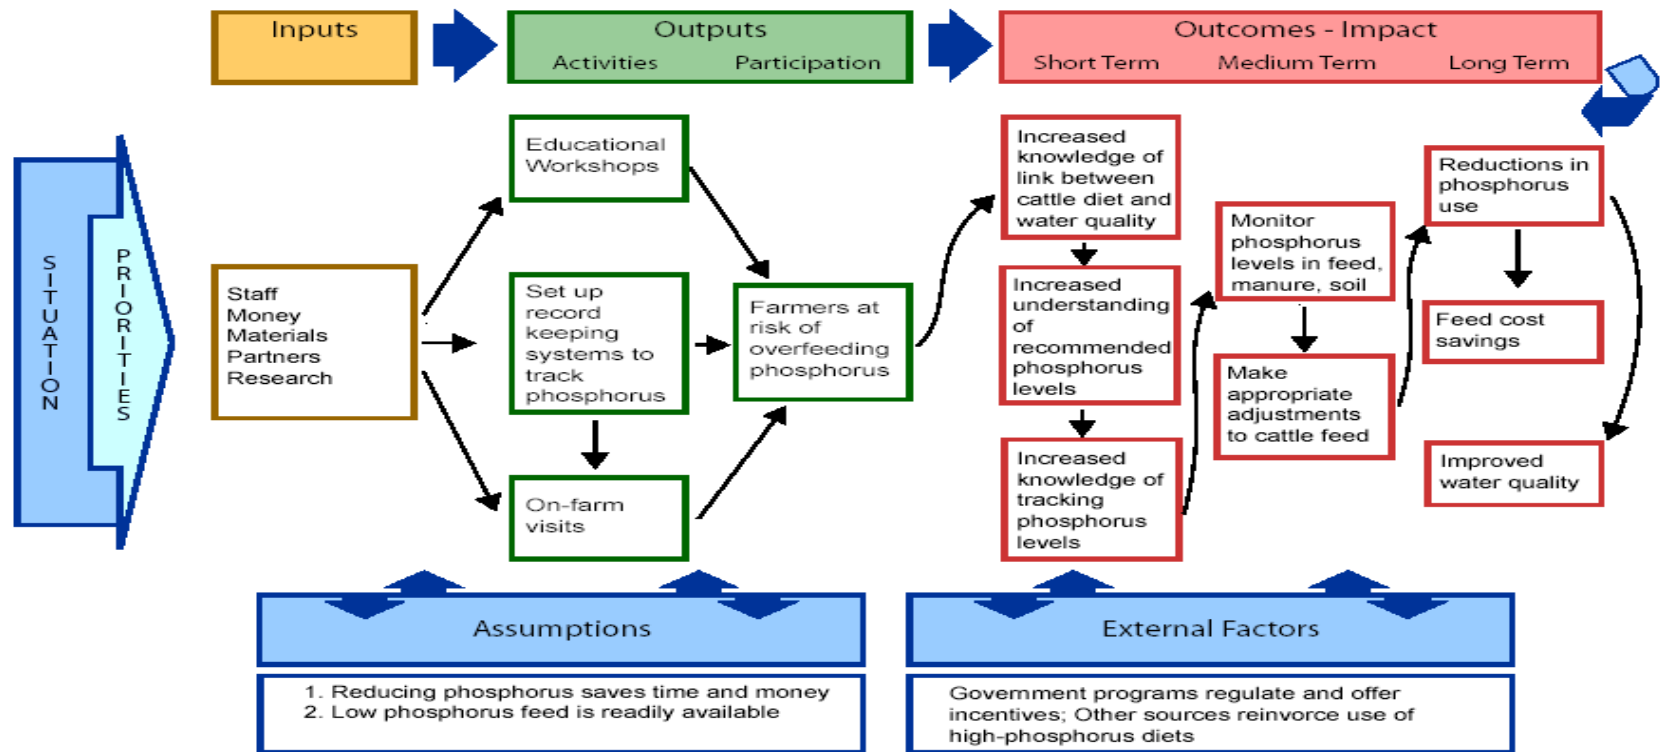 Inputs
Outputs
Activities
Participation
Outcomes - Impact
Short Term
Medium Term
Long Term
SITUATION
PRIORITIES
Staff
Money
Materials
Partners
Research
Educational
Workshops
Set up
record
keeping
systems to
track
phosphorus
On-farm
visits
Farmers at
risk of
overfeeding
phosphorus
Increased
knowledge of
link between
cattle diet and
water quality
Increased
understanding
of
recommended
phosphorus
levels
Increased
knowledge of
tracking
phosphorus
levels
Monitor
phosphorus
levels in feed,
manure, soil
Make
appropriate
adjustments
to cattle feed
Reductions in
phosphorus
use
Feed cost
savings
Improved
water quality
Assumptions
1. Reducing phosphorus saves time and money
2. Low phosphorus feed is readily available
External Factors
Government programs regulate and offer
incentives; Other sources reinvorce use of
high-phosphorus diets